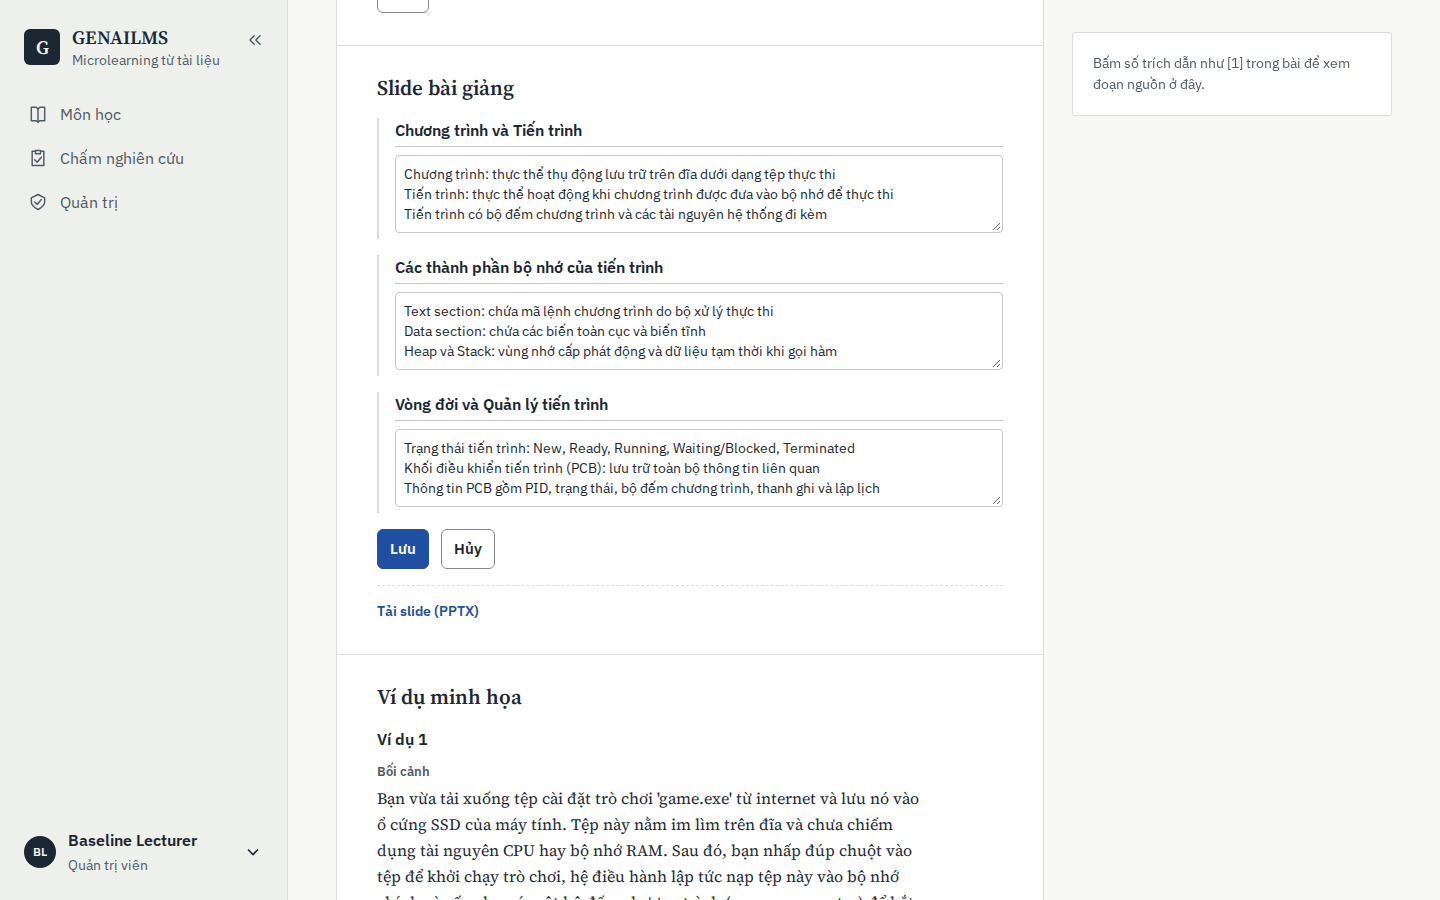 G
GENAILMS
Microlearning từ tài liệu
Môn học
Chấm nghiên cứu
Quản trị
Slide bài giảng
Chương trình và Tiến trình
Chương trình: thực thể thụ động lưu trữ trên đĩa dưới dạng tệp thực thi
Tiến trình: thực thể hoạt động khi chương trình được đưa vào bộ nhớ để thực thi
Tiến trình có bộ đếm chương trình và các tài nguyên hệ thống đi kèm
Các thành phần bộ nhớ của tiến trình
Text section: chứa mã lệnh chương trình do bộ xử lý thực thi
Data section: chứa các biến toàn cục và biến tĩnh
Heap và Stack: vùng nhớ cấp phát động và dữ liệu tạm thời khi gọi hàm
Vòng đời và Quản lý tiến trình
Trạng thái tiến trình: New, Ready, Running, Waiting/Blocked, Terminated
Khối điều khiển tiến trình (PCB): lưu trữ toàn bộ thông tin liên quan
Thông tin PCB gồm PID, trạng thái, bộ đếm chương trình, thanh ghi và lập lịch
Lưu
Hủy
Tải slide (PPTX)
Ví dụ minh họa
Ví dụ 1
Bối cảnh
Bạn vừa tải xuống tệp cài đặt trò chơi 'game.exe' từ internet và lưu nó vào
ổ cứng SSD của máy tính. Tệp này nằm im lìm trên đĩa và chưa chiếm
dụng tài nguyên CPU hay bộ nhớ RAM. Sau đó, bạn nhấp đúp chuột vào
tệp để khởi chạy trò chơi, hệ điều hành lập tức nạp tệp này vào bộ nhớ
Bấm số trích dẫn như [1] trong bài để xem
đoạn nguồn ở đây.
BL
Baseline Lecturer
Quản trị viên